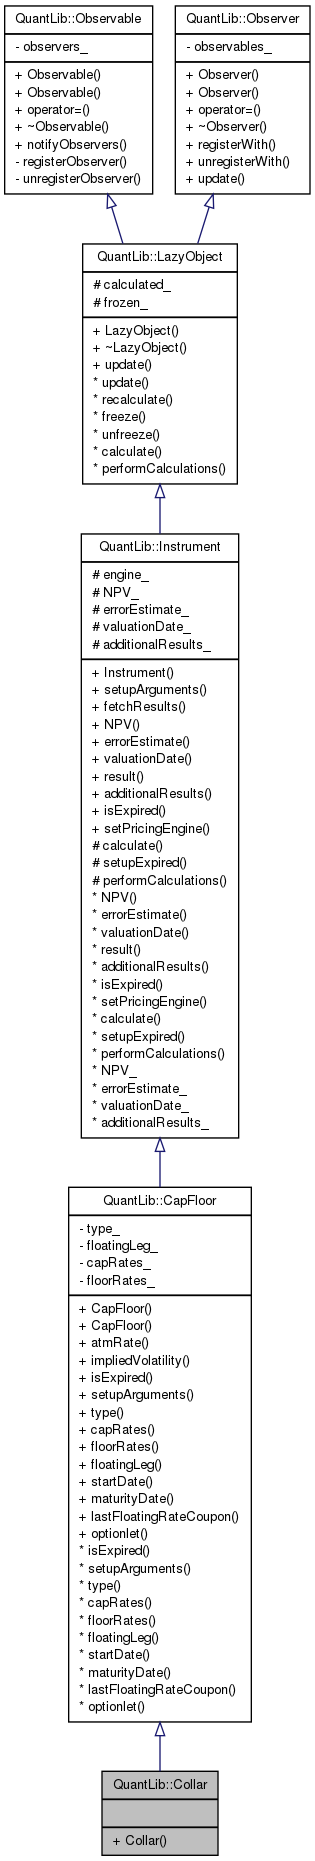 QuantLib::Observable
- observers_
+ Observable()
+ Observable()
+ operator=()
+ ~Observable()
+ notifyObservers()
- registerObserver()
- unregisterObserver()
QuantLib::Observer
- observables_
+ Observer()
+ Observer()
+ operator=()
+ ~Observer()
+ registerWith()
+ unregisterWith()
+ update()
QuantLib::LazyObject
# calculated_
# frozen_
+ LazyObject()
+ ~LazyObject()
+ update()
* update()
* recalculate()
* freeze()
* unfreeze()
* calculate()
* performCalculations()
QuantLib::Instrument
# engine_
# NPV_
# errorEstimate_
# valuationDate_
# additionalResults_
+ Instrument()
+ setupArguments()
+ fetchResults()
+ NPV()
+ errorEstimate()
+ valuationDate()
+ result()
+ additionalResults()
+ isExpired()
+ setPricingEngine()
# calculate()
# setupExpired()
# performCalculations()
* NPV()
* errorEstimate()
* valuationDate()
* result()
* additionalResults()
* isExpired()
* setPricingEngine()
* calculate()
* setupExpired()
* performCalculations()
* NPV_
* errorEstimate_
* valuationDate_
* additionalResults_
QuantLib::CapFloor
- type_
- floatingLeg_
- capRates_
- floorRates_
+ CapFloor()
+ CapFloor()
+ atmRate()
+ impliedVolatility()
+ isExpired()
+ setupArguments()
+ type()
+ capRates()
+ floorRates()
+ floatingLeg()
+ startDate()
+ maturityDate()
+ lastFloatingRateCoupon()
+ optionlet()
* isExpired()
* setupArguments()
* type()
* capRates()
* floorRates()
* floatingLeg()
* startDate()
* maturityDate()
* lastFloatingRateCoupon()
* optionlet()
QuantLib::Collar
+ Collar()